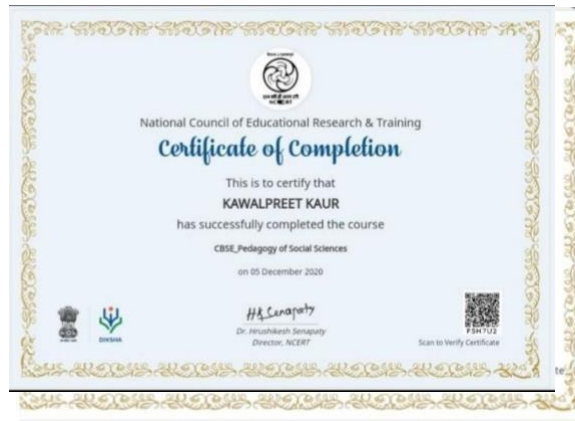 National Council of Educational Research & Training
Certificate of Completion
This is to certify that
KAWALPREET KAUR
has successfully completed the course
CBSE_Pedagogy of Social Sciences
on 05 December 2020
Dr. Hrushikesh Senapaty
Director, NCERT
NCERT
DIKSHA
Scan to Verify Certificate